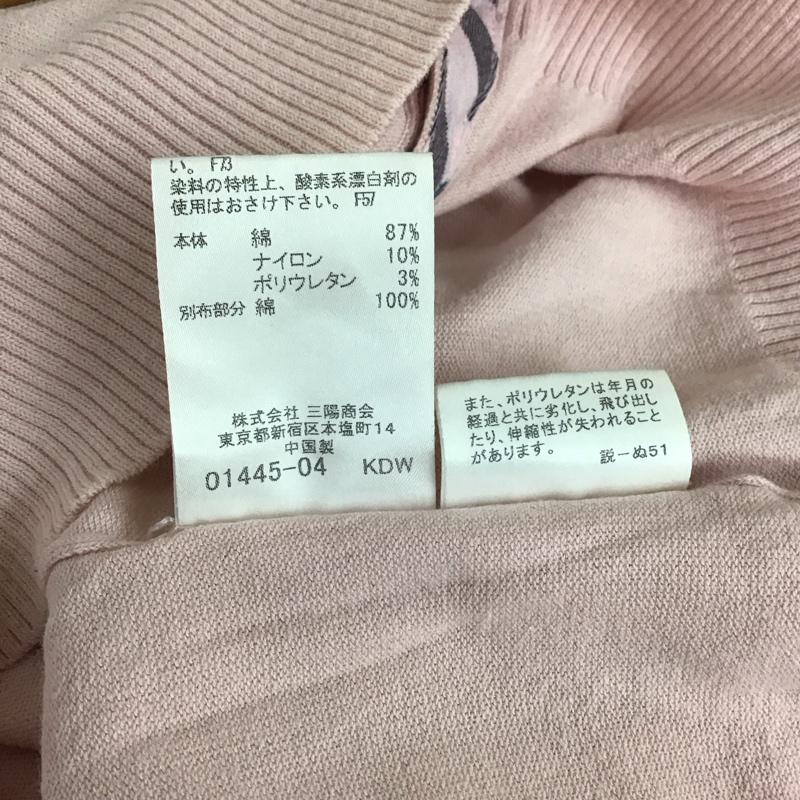 い。 F73
染料の特性上、酸素系漂白剤の
使用はおさけ下さい。 F57
本体 綿 87%
ナイロン 10%
ポリウレタン 3%
別布部分 綿 100%
株式会社 三陽商会
東京都新宿区本塩町14
中国製
01445-04 KDW
また、ポリウレタンは年月の
経過と共に劣化し、飛び出し
たり、伸縮性が失われること
があります。 説ーぬ51